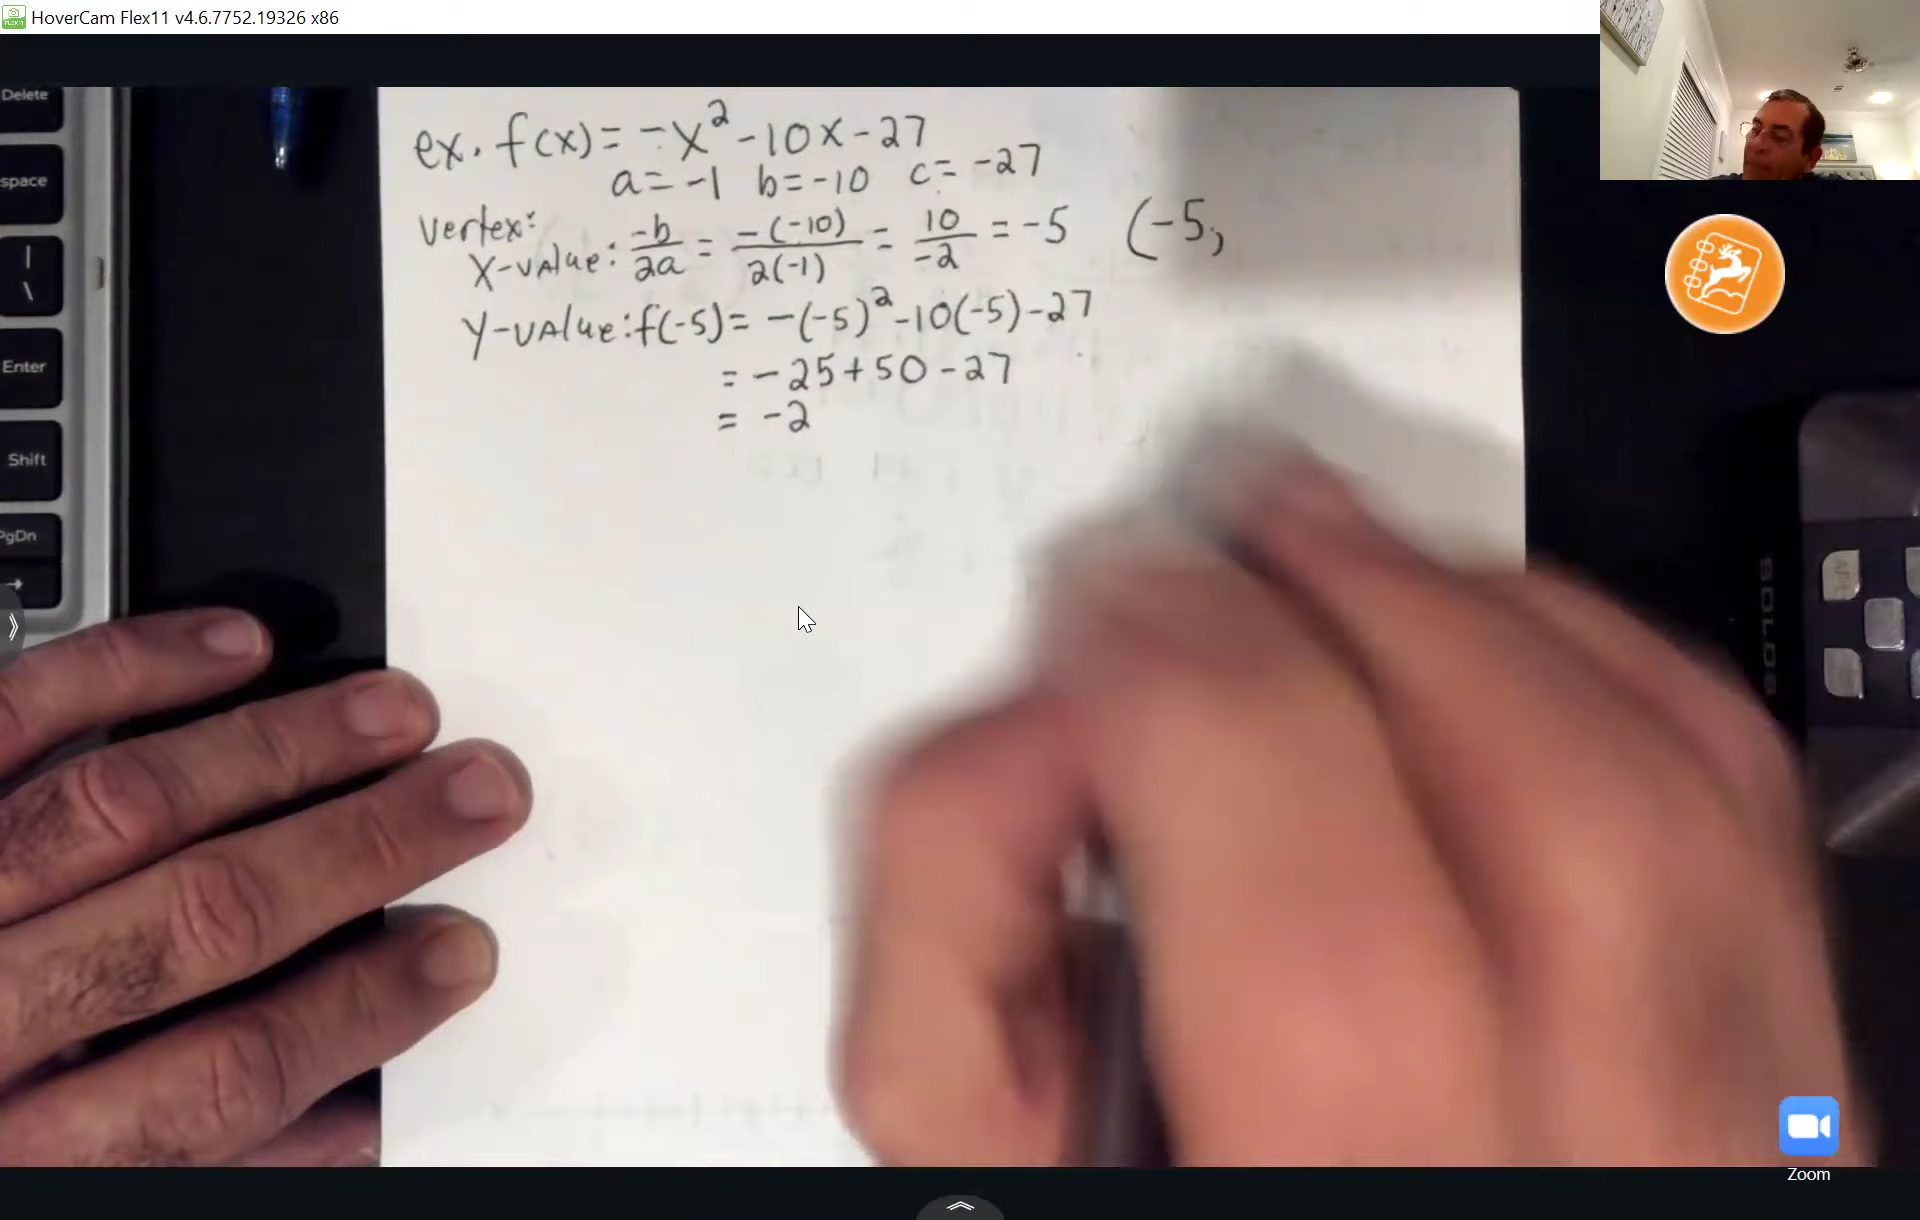 HoverCam Flex11 v4.6.7752.19326 x86
Delete
space
|
\
Enter
Shift
PgDn
→
ex. f(x) = -x² - 10x - 27
a = -1 b = -10 c = -27
vertex:
x-value: -b/2a = -(-10)/2(-1) = 10/-2 = -5 (-5,
y-value: f(-5) = -(-5)² - 10(-5) - 27
= -25 + 50 - 27
= -2
Zoom